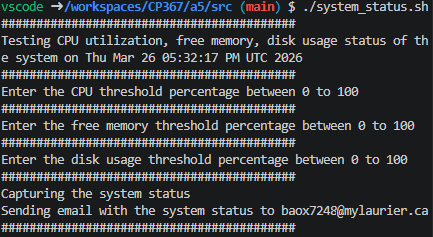 vscode ➜/workspaces/CP367/a5/src (main) $ ./system_status.sh
##########################################
Testing CPU utilization, free memory, disk usage status of th
e system on Thu Mar 26 05:32:17 PM UTC 2026
##########################################
Enter the CPU threshold percentage between 0 to 100
##########################################
Enter the free memory threshold percentage between 0 to 100
##########################################
Enter the disk usage threshold percentage between 0 to 100
##########################################
Capturing the system status
Sending email with the system status to baox7248@mylaurier.ca
##########################################